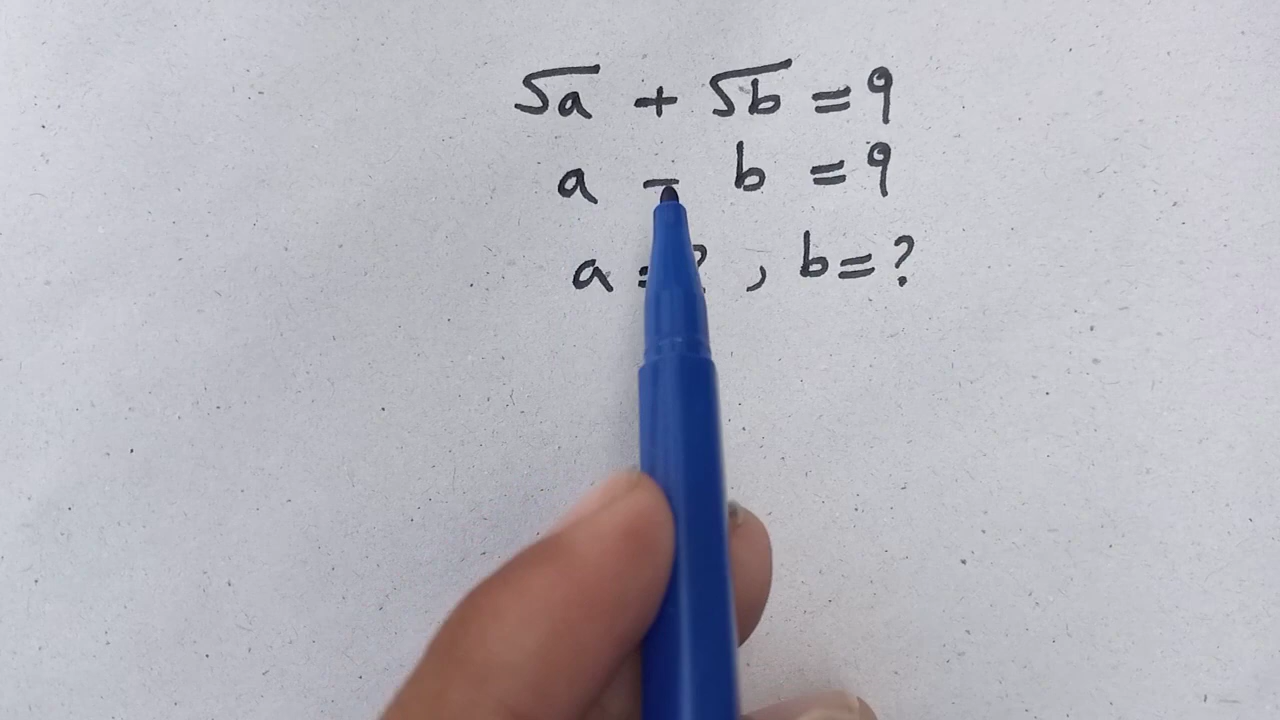 √a + √b = 9
a - b = 9
a = ? , b = ?